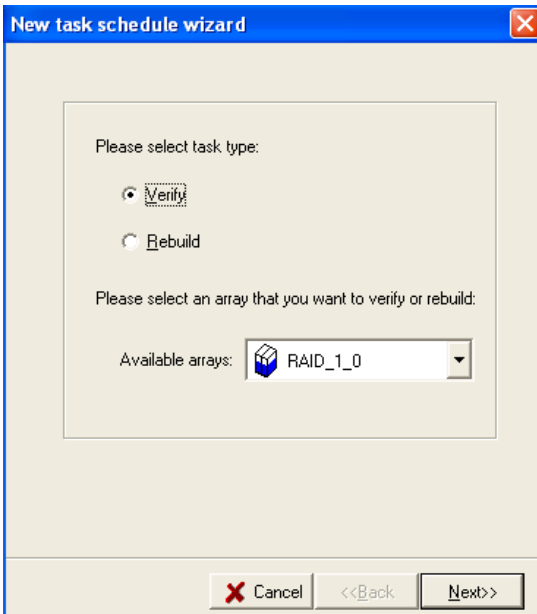 New task schedule wizard
Please select task type:
Verify
Rebuild
Please select an array that you want to verify or rebuild:
Available arrays: RAID_1_0
Cancel <<Back Next>>